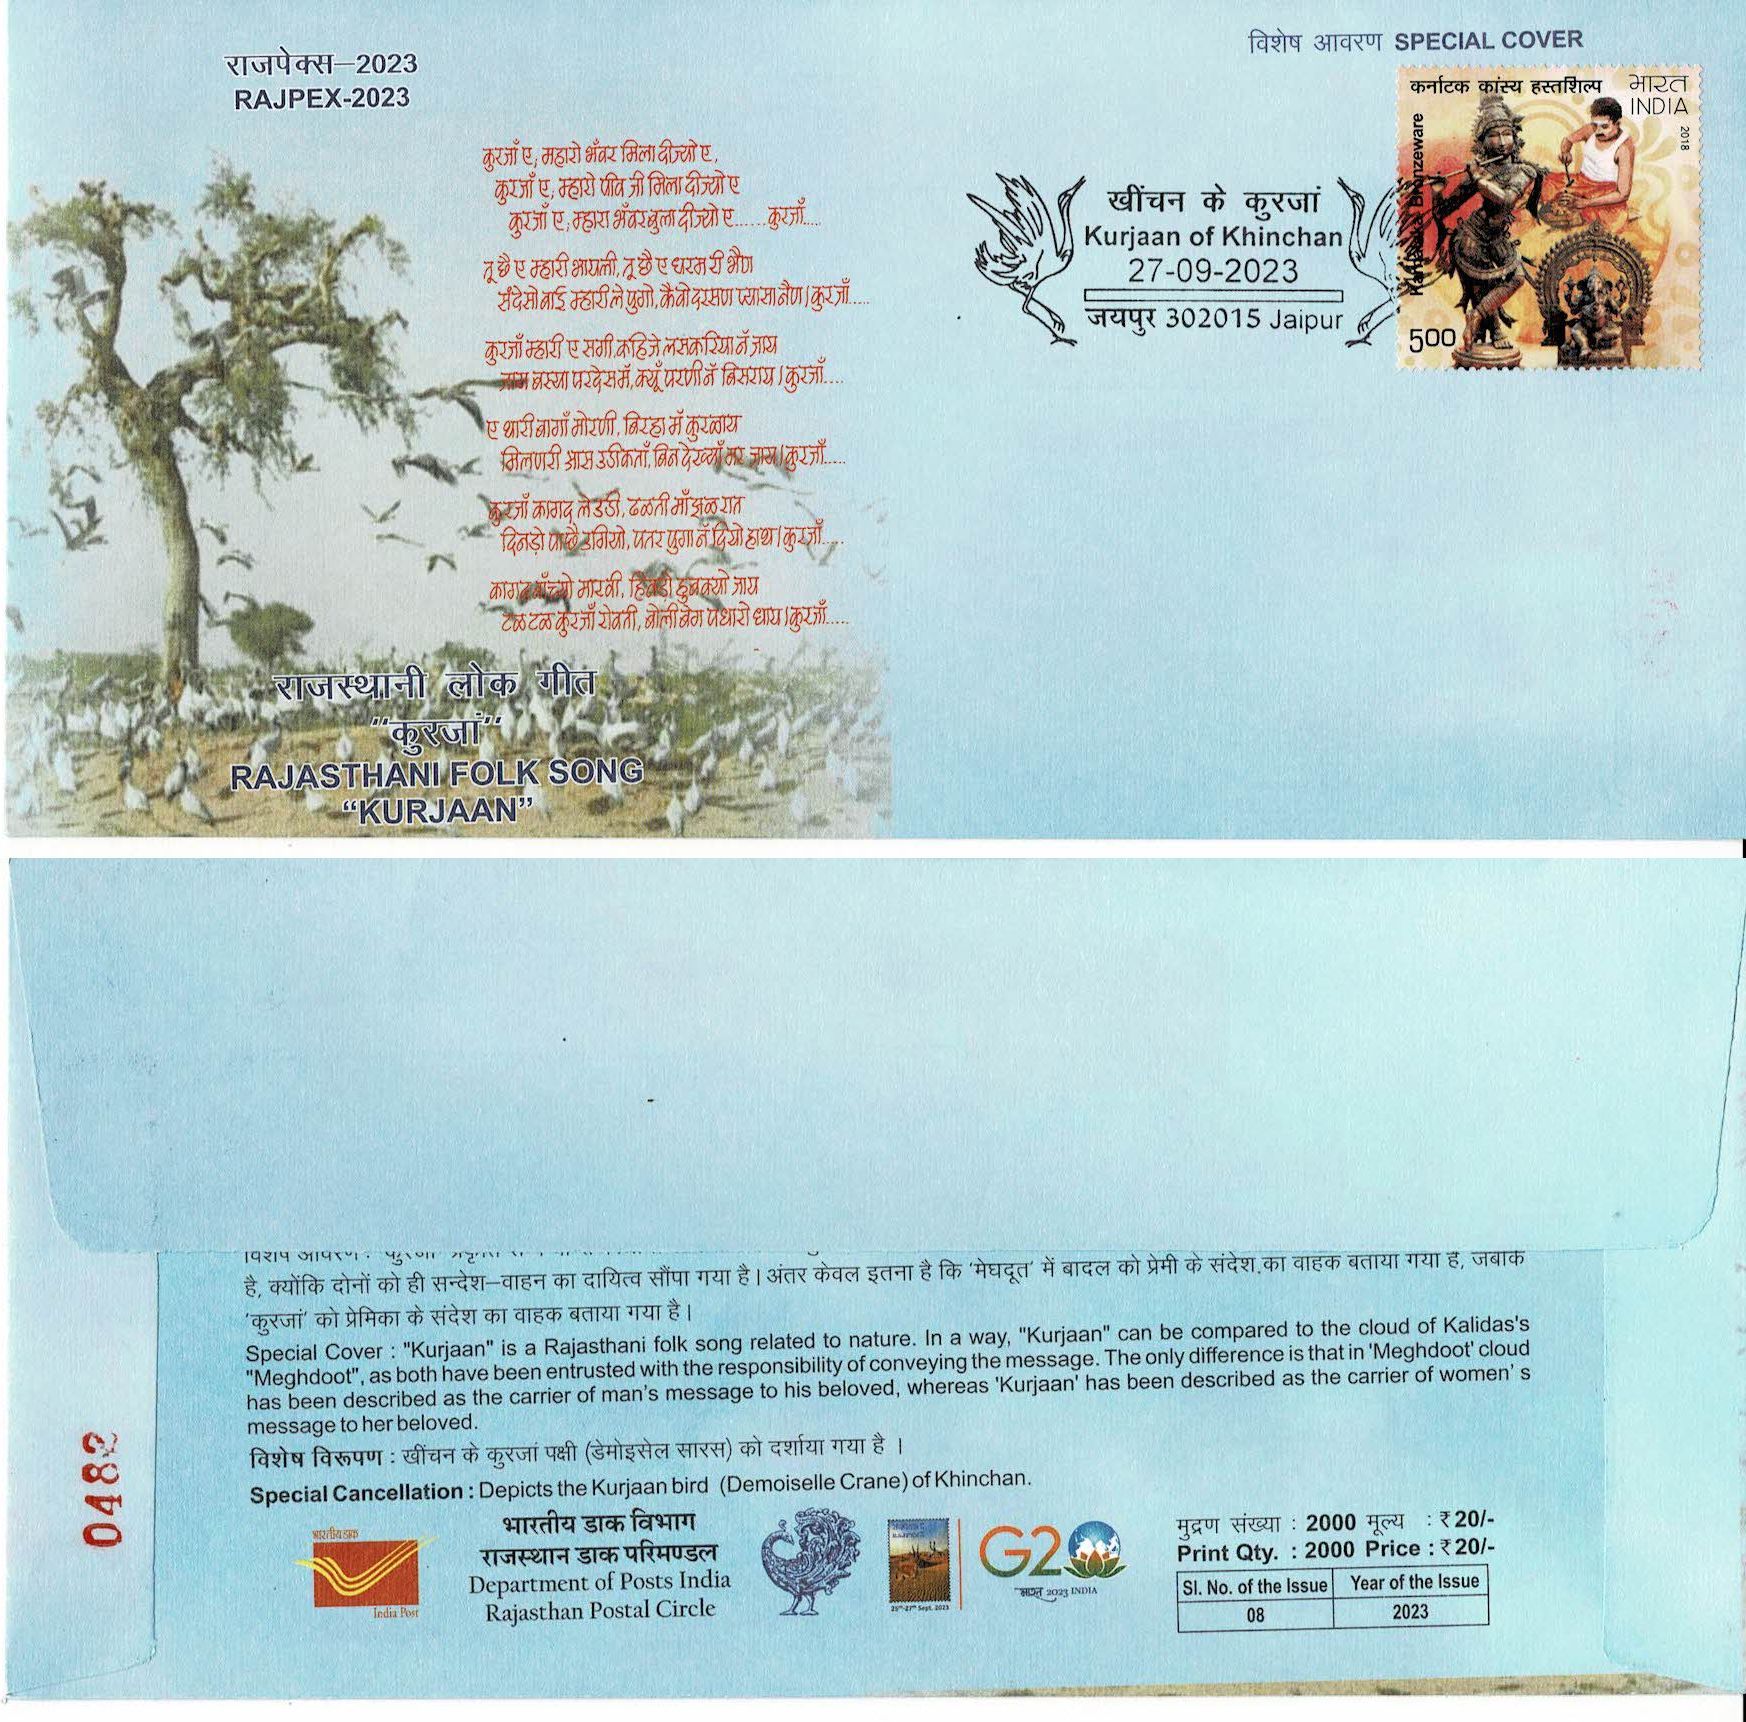 राजपेक्स–2023
RAJPEX-2023
विशेष आवरण SPECIAL COVER
कर्नाटक कांस्य हस्तशिल्प
भारत
INDIA
2018
Karnataka Bronzeware
500
खींचन के कुरजां
Kurjaan of Khinchan
27-09-2023
जयपुर 302015 Jaipur
कुरजाँ ए, म्हारो भँवर मिला दीज्यो ए,
कुरजाँ ए, म्हारो पीव जी मिला दीज्यो ए
कुरजाँ ए, म्हारा भँवर बुला दीज्यो ए......कुरजाँ....
तू छै ए म्हारी भायली, तू छै ए धरम री भैण
सँदेसो बाई म्हारी ले पुगो, कैवो दरसण प्यासा नैण। कुरजाँ.....
कुरजाँ म्हारी ए सगी, कहिजे लसकरिया नॅ जाय
जाय बस्या परदेस मॅ, क्यूँ परणी नॅ बिसराय। कुरजाँ....
ए थारी बागाँ मोरणी, बिरहा मॅ कुरळाय
मिलणरी आस उडीकताँ, बिन देख्याँ मर जाय। कुरजाँ.....
कुरजाँ कागद ले उडी, ढळती माँझळ रात
दिनड़ो पाछै उगियो, पतर पुगा नॅ दियो हाथ। कुरजाँ.....
कागद बाँच्यो मारवी, हिवड़ो हुबक्यो जाय
टळ टळ कुरजाँ रोवती, बोली बेग पधारो धाय। कुरजाँ.....
राजस्थानी लोक गीत
“कुरजां”
RAJASTHANI FOLK SONG
“KURJAAN”
है, क्योंकि दोनों को ही सन्देश–वाहन का दायित्व सौंपा गया है। अंतर केवल इतना है कि 'मेघदूत' में बादल को प्रेमी के संदेश का वाहक बताया गया है, जबकि
'कुरजां' को प्रेमिका के संदेश का वाहक बताया गया है।
Special Cover : "Kurjaan" is a Rajasthani folk song related to nature. In a way, "Kurjaan" can be compared to the cloud of Kalidas's
"Meghdoot", as both have been entrusted with the responsibility of conveying the message. The only difference is that in 'Meghdoot' cloud
has been described as the carrier of man's message to his beloved, whereas 'Kurjaan' has been described as the carrier of women' s
message to her beloved.
विशेष विरूपण : खींचन के कुरजां पक्षी (डेमोइसेल सारस) को दर्शाया गया है ।
Special Cancellation : Depicts the Kurjaan bird (Demoiselle Crane) of Khinchan.
0482
भारतीय डाक
India Post
भारतीय डाक विभाग
राजस्थान डाक परिमण्डल
Department of Posts India
Rajasthan Postal Circle
25th-27th Sept. 2023
G20
भारत 2023 INDIA
मुद्रण संख्या : 2000 मूल्य : ₹ 20/-
Print Qty. : 2000 Price : ₹ 20/-
Sl. No. of the Issue Year of the Issue
08 2023